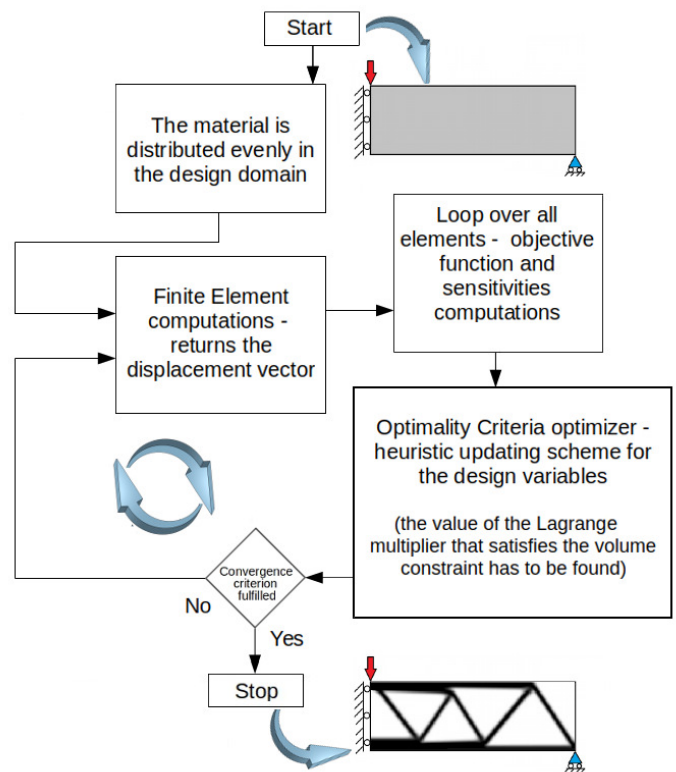 Start
The material is
distributed evenly in
the design domain
Finite Element
computations -
returns the
displacement vector
Loop over all
elements - objective
function and
sensitivities
computations
Optimality Criteria optimizer -
heuristic updating scheme for
the design variables
(the value of the Lagrange
multiplier that satisfies the volume
constraint has to be found)
Convergence
criterion
fulfilled
No
Yes
Stop